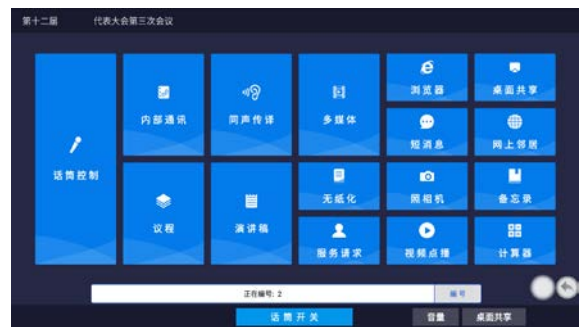 第十二届 代表大会第三次会议
浏览器 桌面共享
内部通讯 同声传译 多媒体
短消息 网上邻居
话筒控制
无纸化 照相机 备忘录
议程 演讲稿
服务请求 视频点播 计算器
正在编号: 2 编号
话筒开关 音量 桌面共享